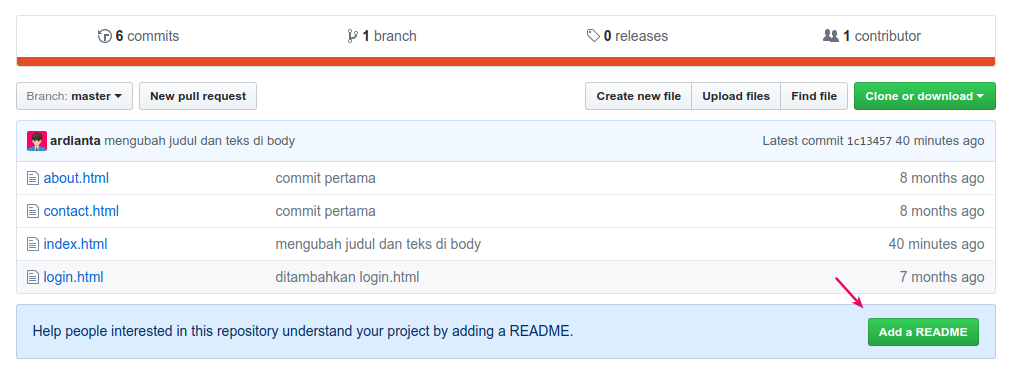 6 commits 1 branch 0 releases 1 contributor
Branch: master New pull request Create new file Upload files Find file Clone or download
ardianta mengubah judul dan teks di body Latest commit 1c13457 40 minutes ago
about.html commit pertama 8 months ago
contact.html commit pertama 8 months ago
index.html mengubah judul dan teks di body 40 minutes ago
login.html ditambahkan login.html 7 months ago
Help people interested in this repository understand your project by adding a README. Add a README